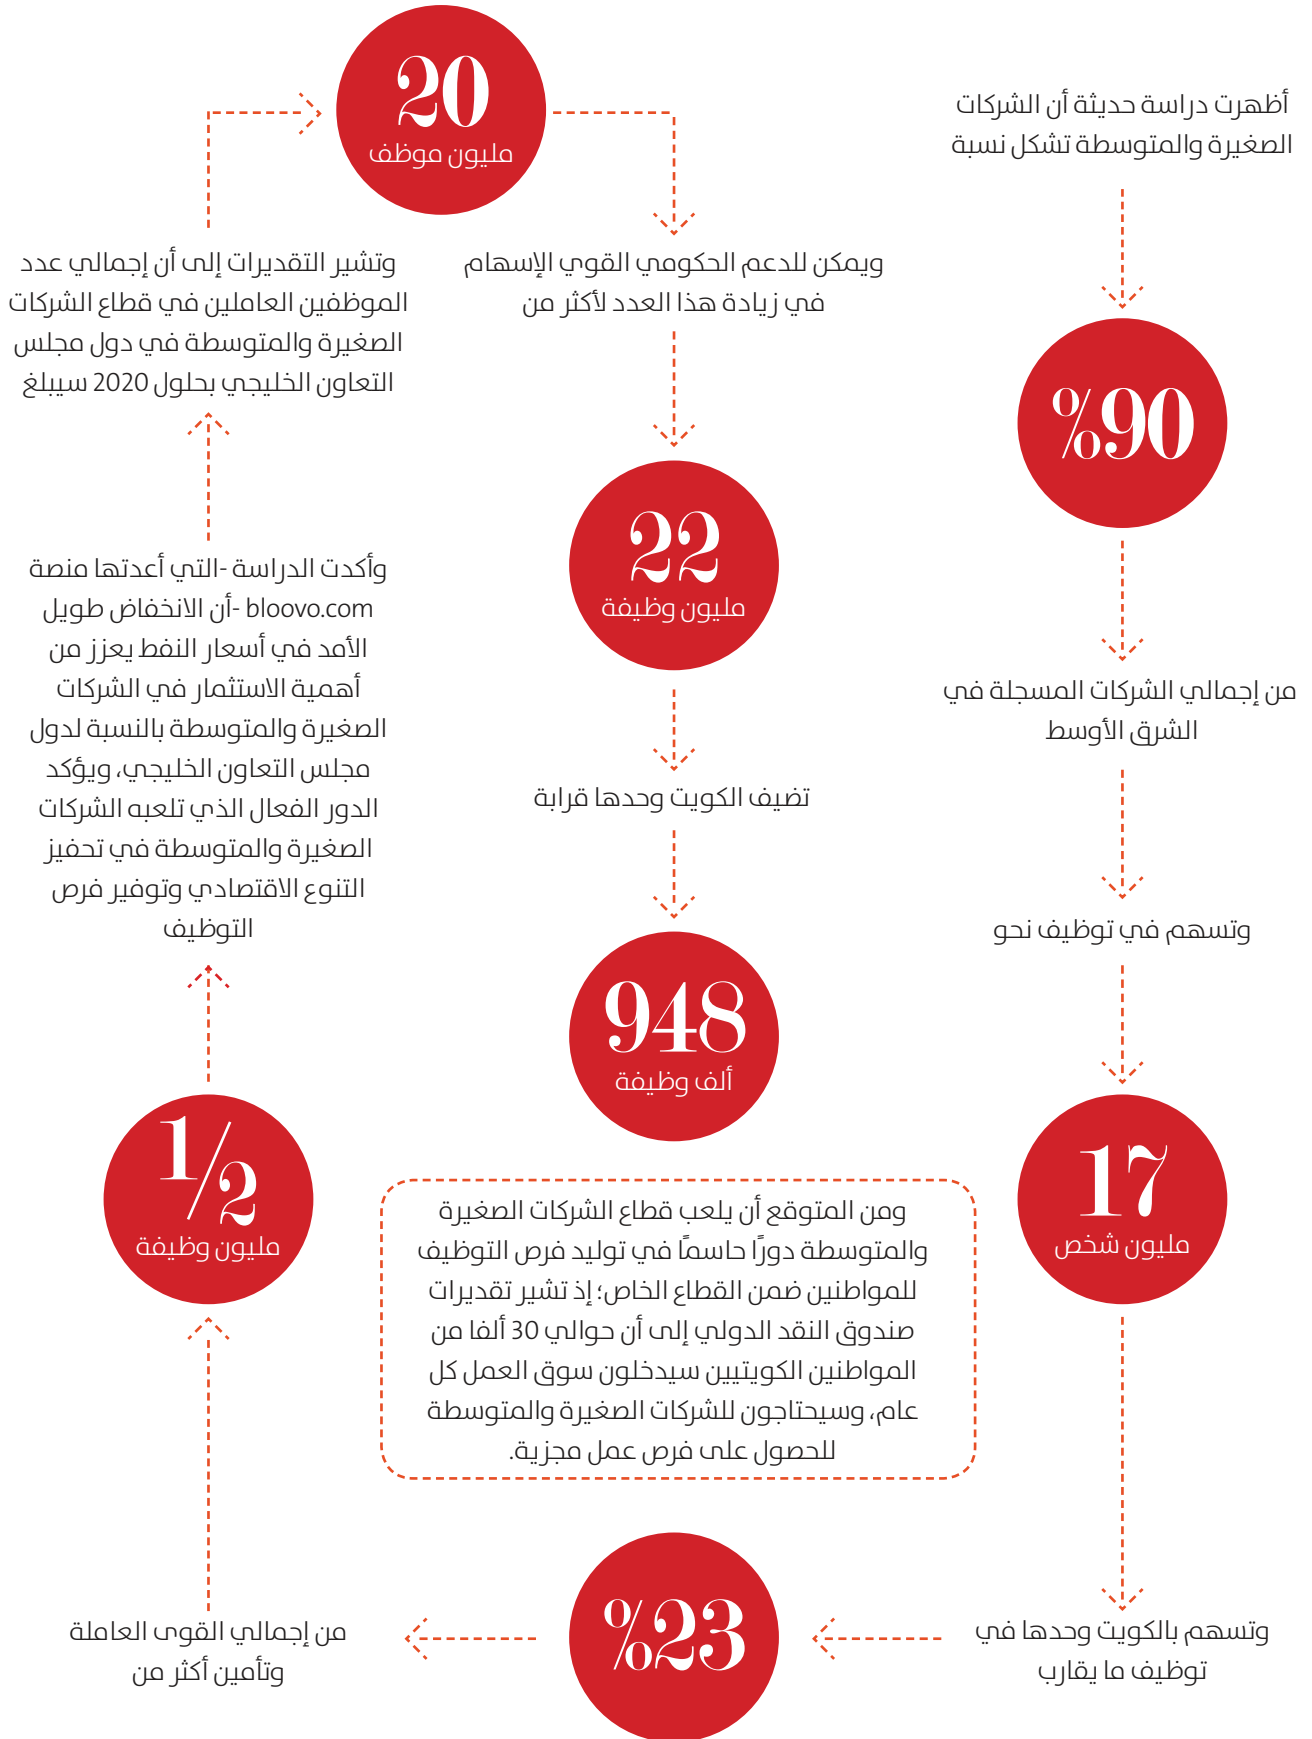 أظهرت دراسة حديثة أن الشركات
الصغيرة والمتوسطة تشكل نسبة
%90
من إجمالي الشركات المسجلة في
الشرق الأوسط
وتسهم في توظيف نحو
17
مليون شخص
وتسهم بالكويت وحدها في
توظيف ما يقارب
%23
من إجمالي القوى العاملة
وتأمين أكثر من
1/2
مليون وظيفة
وأكدت الدراسة -التي أعدتها منصة
bloovo.com -أن الانخفاض طويل
الأمد في أسعار النفط يعزز من
أهمية الاستثمار في الشركات
الصغيرة والمتوسطة بالنسبة لدول
مجلس التعاون الخليجي، ويؤكد
الدور الفعال الذي تلعبه الشركات
الصغيرة والمتوسطة في تحفيز
التنوع الاقتصادي وتوفير فرص
التوظيف
وتشير التقديرات إلى أن إجمالي عدد
الموظفين العاملين في قطاع الشركات
الصغيرة والمتوسطة في دول مجلس
التعاون الخليجي بحلول 2020 سيبلغ
20
مليون موظف
ويمكن للدعم الحكومي القوي الإسهام
في زيادة هذا العدد لأكثر من
22
مليون وظيفة
تضيف الكويت وحدها قرابة
948
ألف وظيفة
ومن المتوقع أن يلعب قطاع الشركات الصغيرة
والمتوسطة دورًا حاسمًا في توليد فرص التوظيف
للمواطنين ضمن القطاع الخاص؛ إذ تشير تقديرات
صندوق النقد الدولي إلى أن حوالي 30 ألفا من
المواطنين الكويتيين سيدخلون سوق العمل كل
عام، وسيحتاجون للشركات الصغيرة والمتوسطة
للحصول على فرص عمل مجزية.